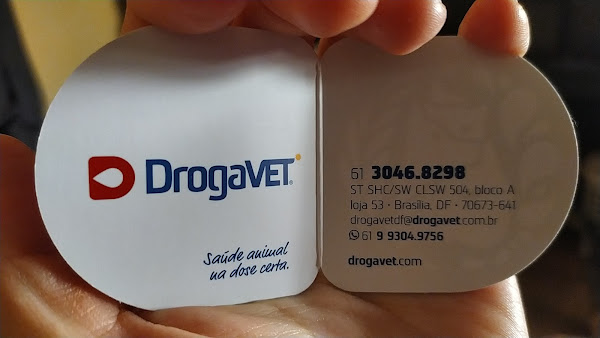 DrogaVET
Saúde animal
na dose certa.
61 3046.8298
ST SHC/SW CLSW 504, bloco A
loja 53 • Brasília, DF • 70673-641
drogavetdf@drogavet.com.br
61 9 9304.9756
drogavet.com